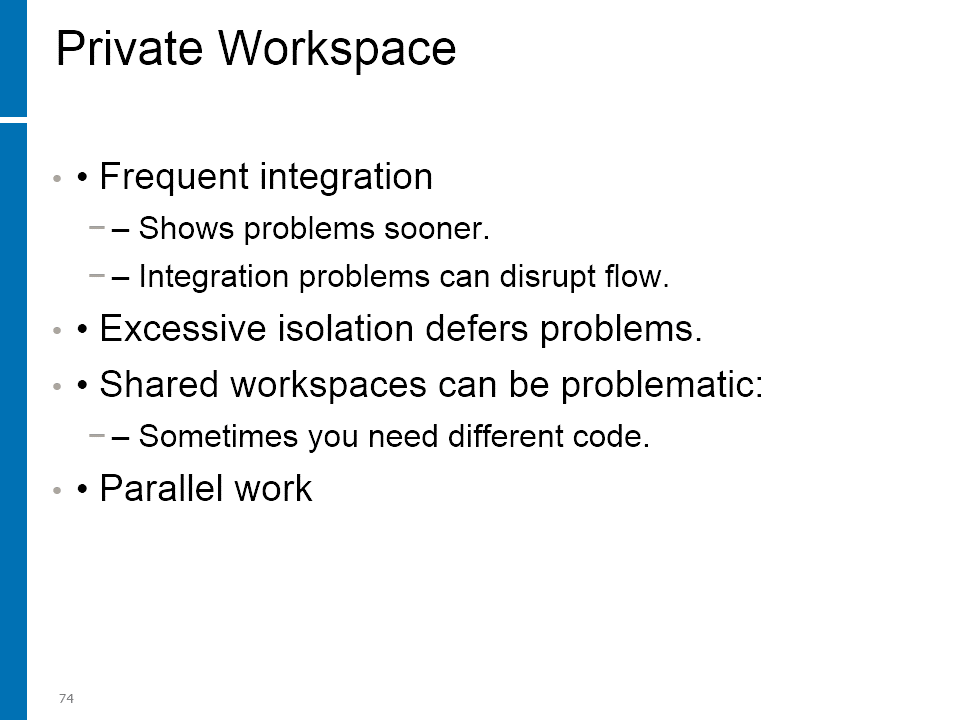 Private Workspace
• • Frequent integration
– – Shows problems sooner.
– – Integration problems can disrupt flow.
• • Excessive isolation defers problems.
• • Shared workspaces can be problematic:
– – Sometimes you need different code.
• • Parallel work
74